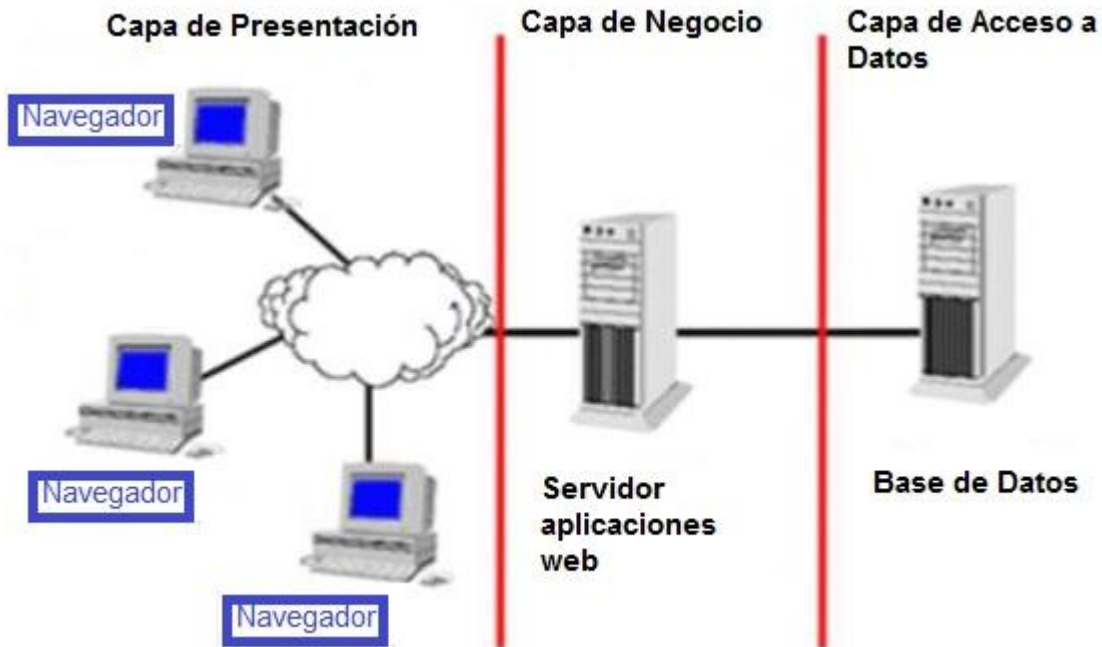 Capa de Presentación
Capa de Negocio
Capa de Acceso a
Datos
Navegador
Navegador
Navegador
Servidor
aplicaciones
web
Base de Datos